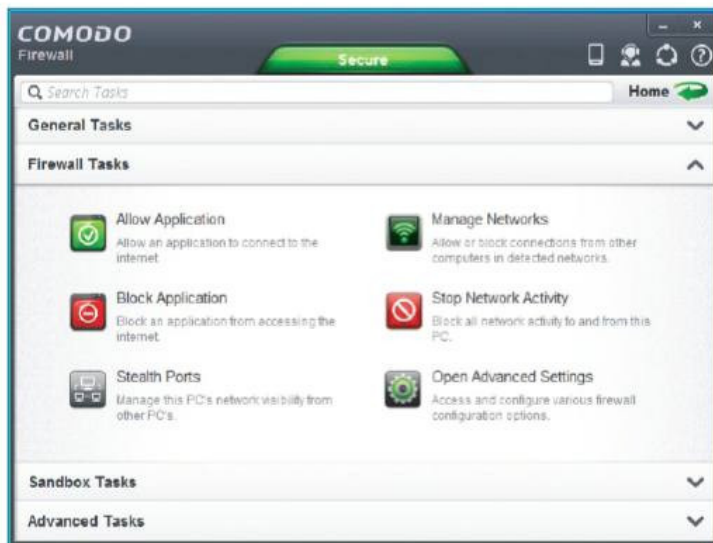 COMODO
Firewall
Secure
Search Tasks
Home
General Tasks
Firewall Tasks
Allow Application
Allow an application to connect to the
internet
Manage Networks
Allow or block connections from other
computers in detected networks.
Block Application
Block an application from accessing the
internet
Stop Network Activity
Block all network activity to and from this
PC.
Stealth Ports
Manage this PC's network visibility from
other PC's.
Open Advanced Settings
Access and configure various firewall
configuration options.
Sandbox Tasks
Advanced Tasks